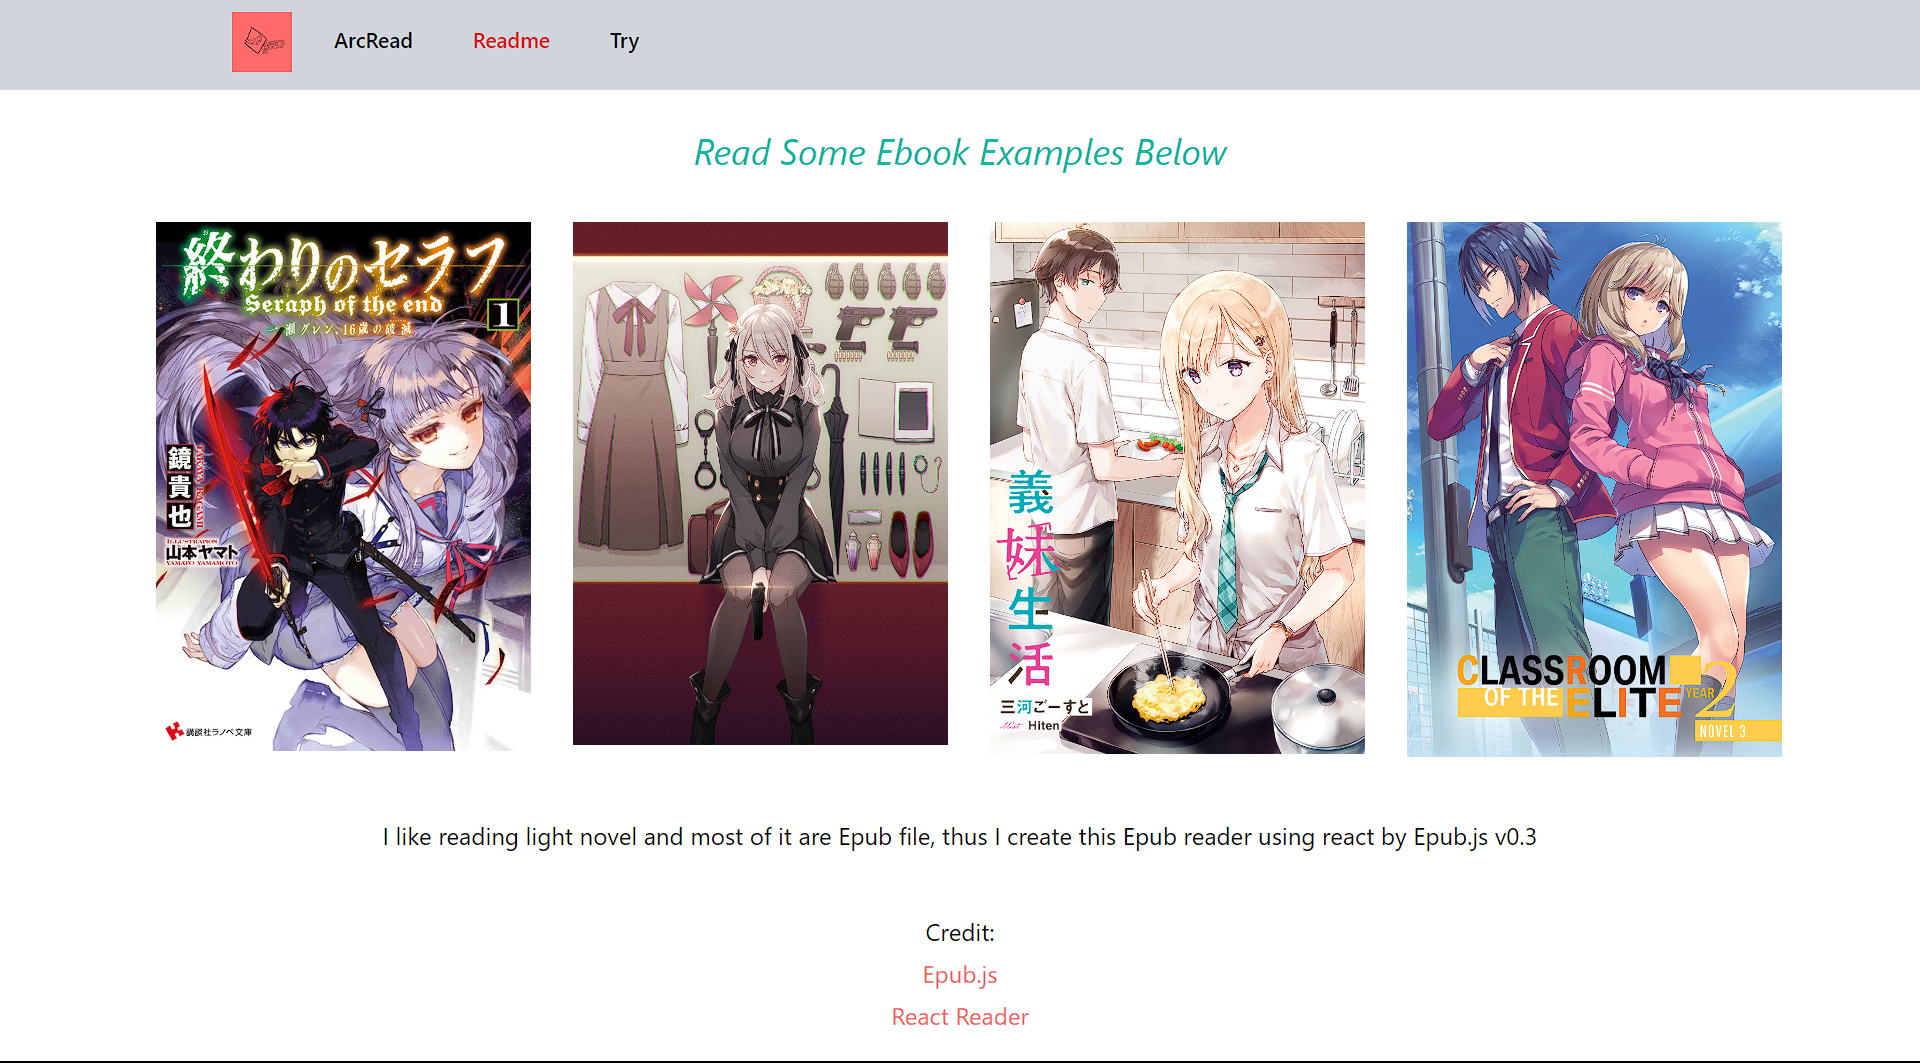 ArcRead
Readme
Try
Read Some Ebook Examples Below
終わりのセラフ
お
Seraph of the end
一瀬グレン、16歳の破滅
1
鏡貴也
TAKAYA KAGAMI
ILLUSTRATION
山本ヤマト
YAMATO YAMAMOTO
講談社ラノベ文庫
義妹生活
三河ごーすと
illust. Hiten
CLASSROOM
OF THE ELITE
YEAR 2
NOVEL 3
I like reading light novel and most of it are Epub file, thus I create this Epub reader using react by Epub.js v0.3
Credit:
Epub.js
React Reader